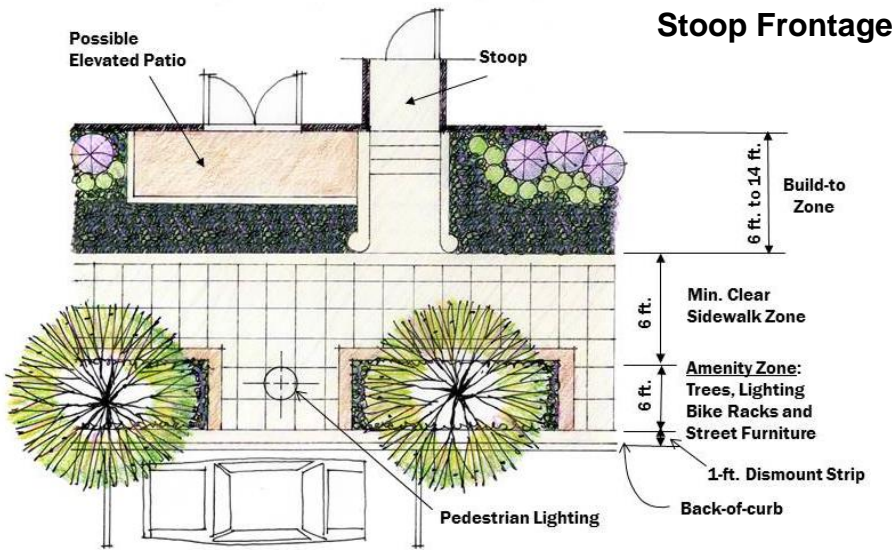 Stoop Frontage
Possible
Elevated Patio
Stoop
6 ft. to 14 ft.
Build-to
Zone
6 ft.
Min. Clear
Sidewalk Zone
6 ft.
Amenity Zone:
Trees, Lighting
Bike Racks and
Street Furniture
1-ft. Dismount Strip
Back-of-curb
Pedestrian Lighting